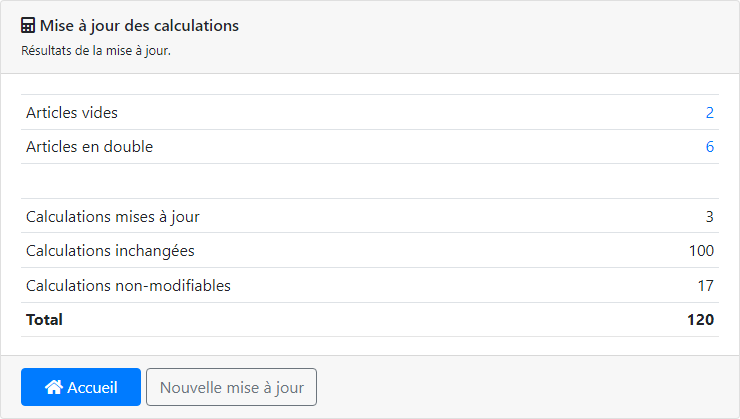 Mise à jour des calculations
Résultats de la mise à jour.
Articles vides 2
Articles en double 6
Calculations mises à jour 3
Calculations inchangées 100
Calculations non-modifiables 17
Total 120
Accueil Nouvelle mise à jour